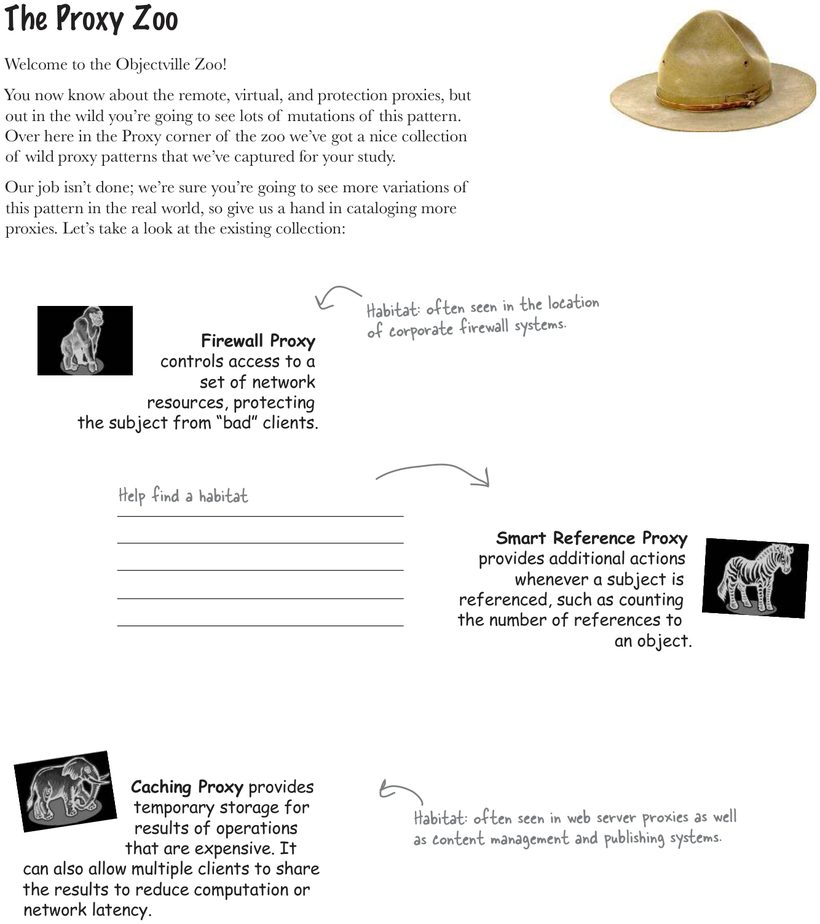 The Proxy Zoo
Welcome to the Objectville Zoo!
You now know about the remote, virtual, and protection proxies, but
out in the wild you’re going to see lots of mutations of this pattern.
Over here in the Proxy corner of the zoo we’ve got a nice collection
of wild proxy patterns that we’ve captured for your study.
Our job isn’t done; we’re sure you’re going to see more variations of
this pattern in the real world, so give us a hand in cataloging more
proxies. Let’s take a look at the existing collection:
Habitat: often seen in the location
of corporate firewall systems.
Firewall Proxy
controls access to a
set of network
resources, protecting
the subject from “bad” clients.
Help find a habitat
Smart Reference Proxy
provides additional actions
whenever a subject is
referenced, such as counting
the number of references to
an object.
Caching Proxy provides
temporary storage for
results of operations
that are expensive. It
can also allow multiple clients to share
the results to reduce computation or
network latency.
Habitat: often seen in web server proxies as well
as content management and publishing systems.